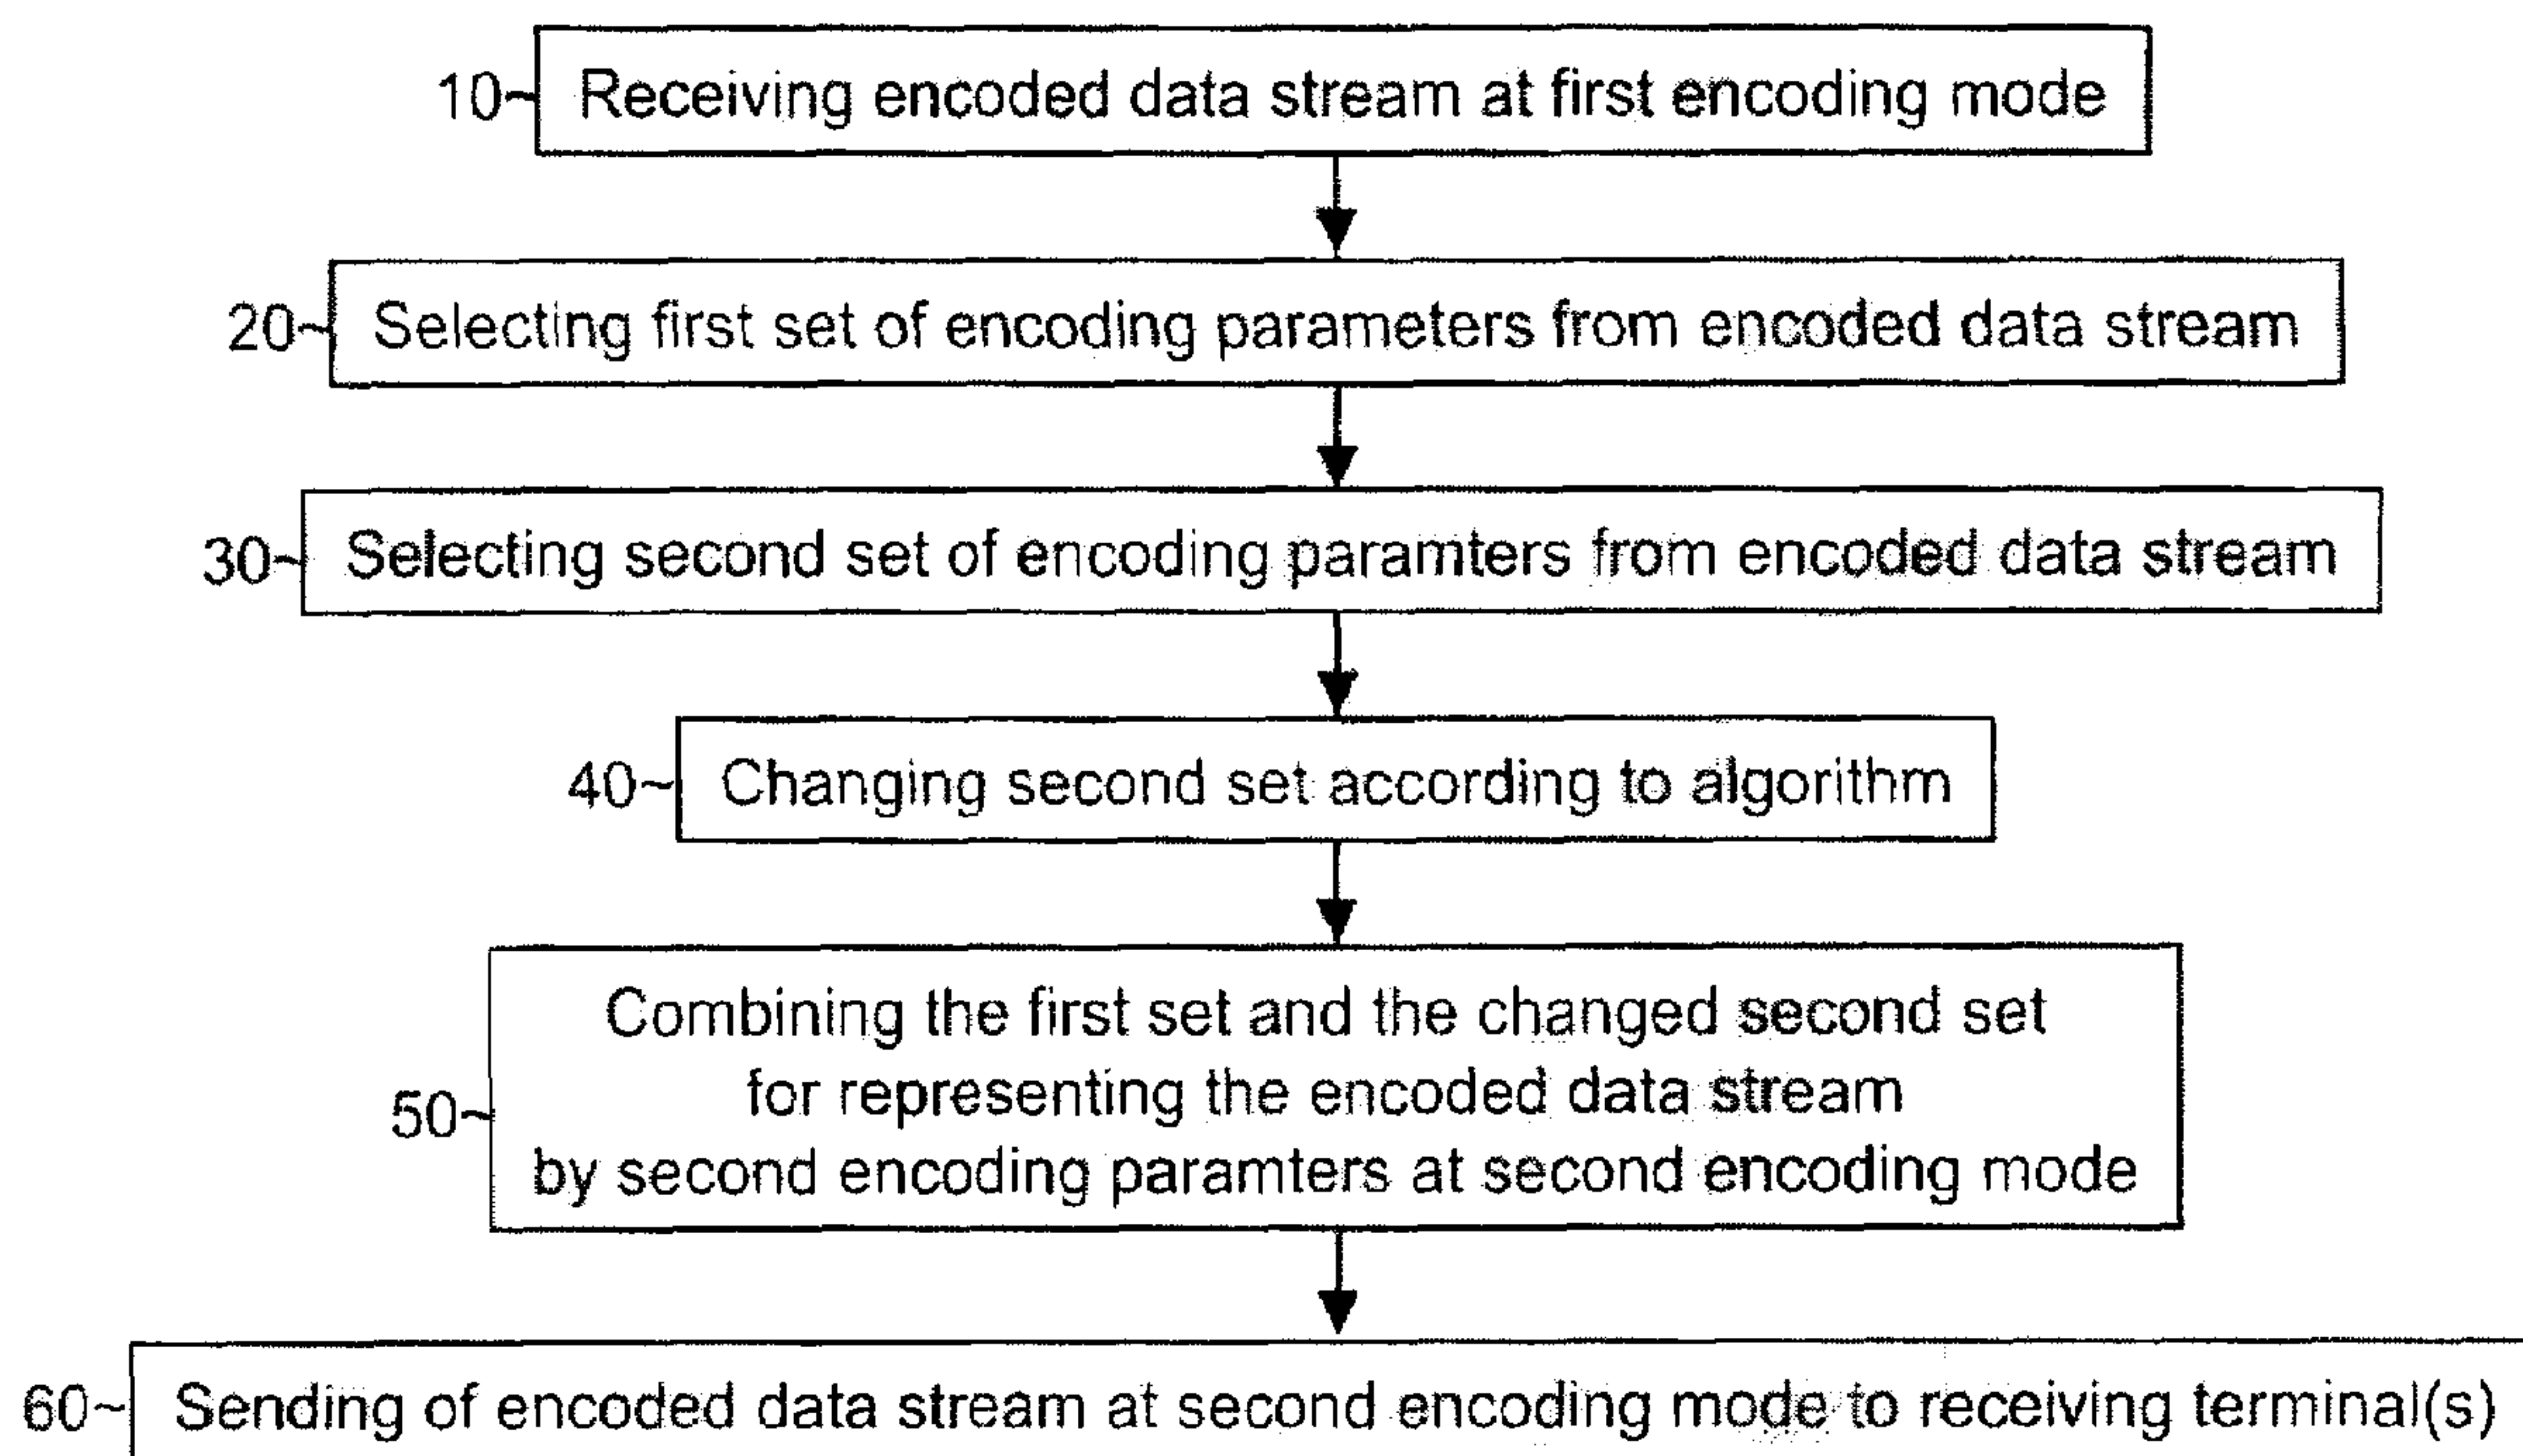 10~ Receiving encoded data stream at first encoding mode
20~ Selecting first set of encoding parameters from encoded data stream
30~ Selecting second set of encoding paramters from encoded data stream
40~ Changing second set according to algorithm
Combining the first set and the changed second set
50~ for representing the encoded data stream
by second encoding paramters at second encoding mode
60~ Sending of encoded data stream at second encoding mode to receiving terminal(s)